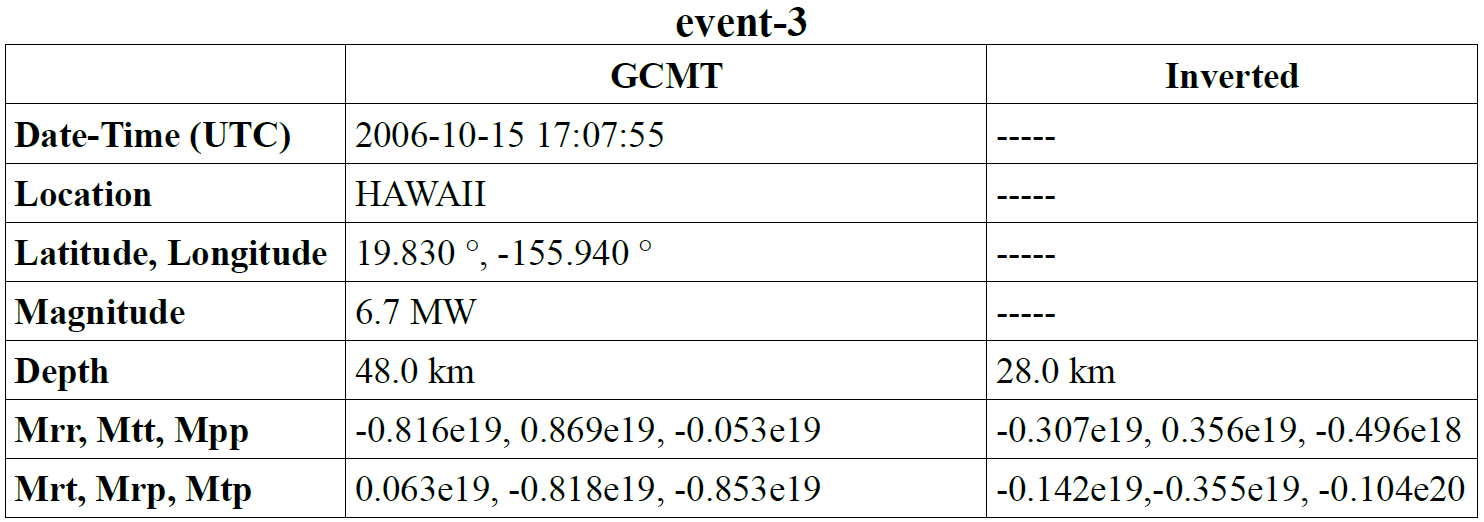 event-3
GCMT Inverted
Date-Time (UTC) 2006-10-15 17:07:55 -----
Location HAWAII -----
Latitude, Longitude 19.830 °, -155.940 ° -----
Magnitude 6.7 MW -----
Depth 48.0 km 28.0 km
Mrr, Mtt, Mpp -0.816e19, 0.869e19, -0.053e19 -0.307e19, 0.356e19, -0.496e18
Mrt, Mrp, Mtp 0.063e19, -0.818e19, -0.853e19 -0.142e19,-0.355e19, -0.104e20